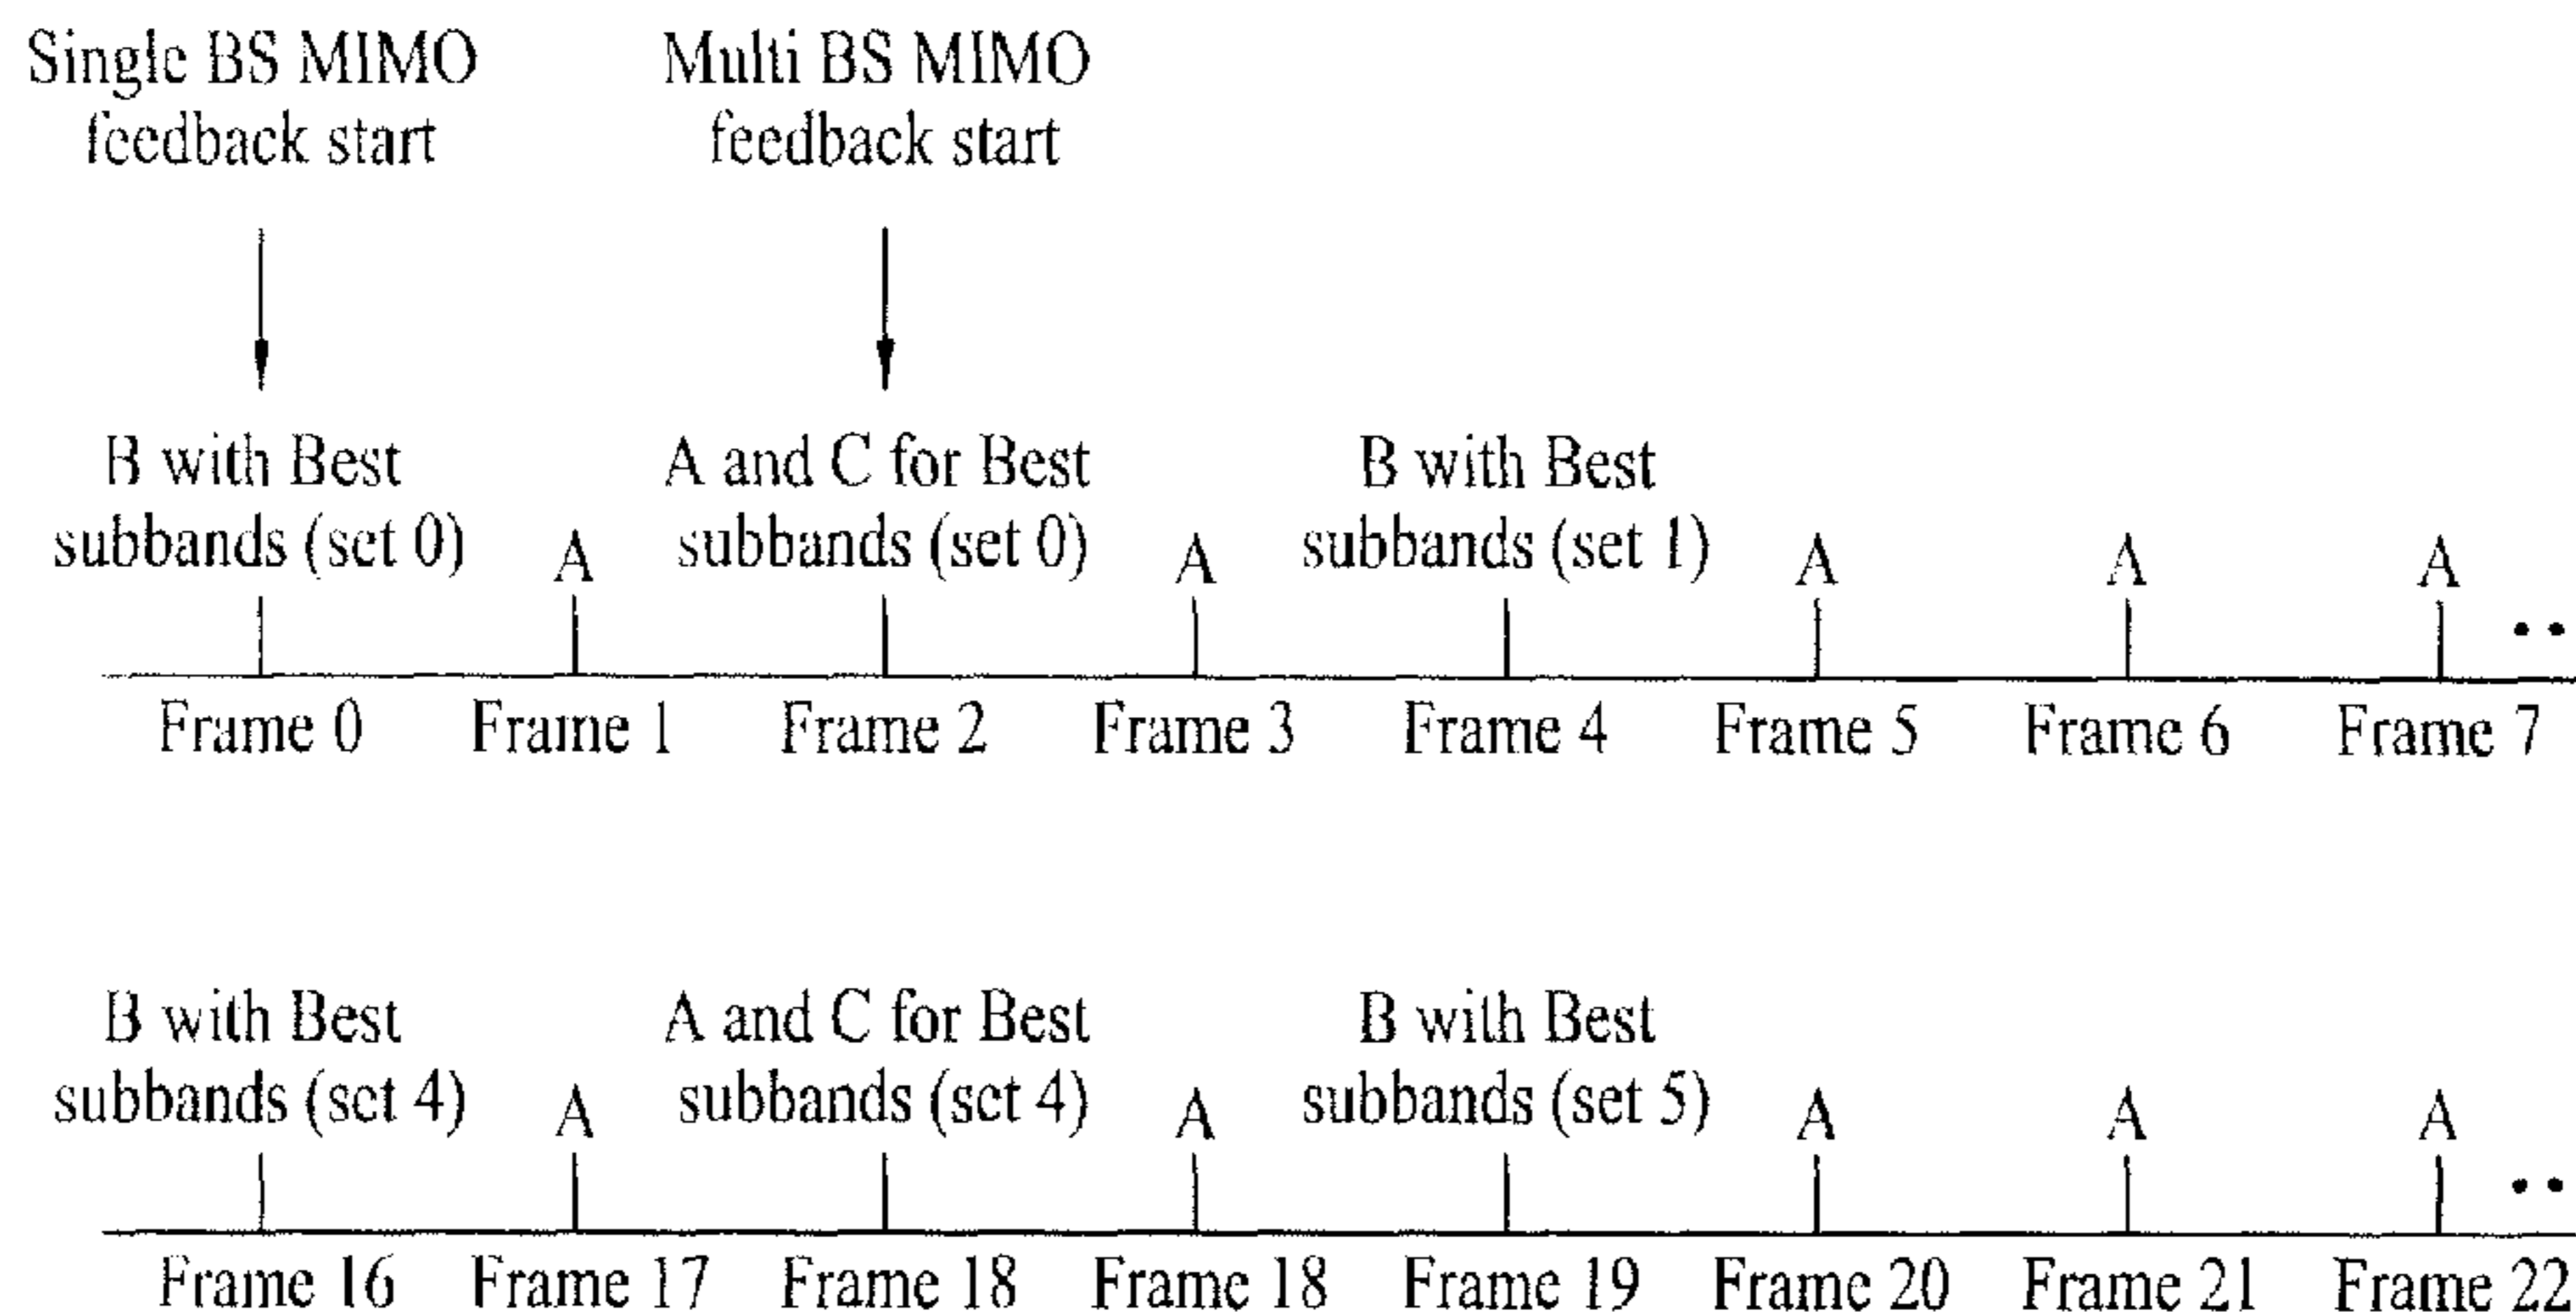 Single BS MIMO
feedback start
Multi BS MIMO
feedback start
B with Best
subbands (set 0)
A
A and C for Best
subbands (set 0)
A
B with Best
subbands (set 1)
A
A
A
Frame 0
Frame 1
Frame 2
Frame 3
Frame 4
Frame 5
Frame 6
Frame 7
B with Best
subbands (set 4)
A
A and C for Best
subbands (set 4)
A
B with Best
subbands (set 5)
A
A
A
Frame 16
Frame 17
Frame 18
Frame 18
Frame 19
Frame 20
Frame 21
Frame 22